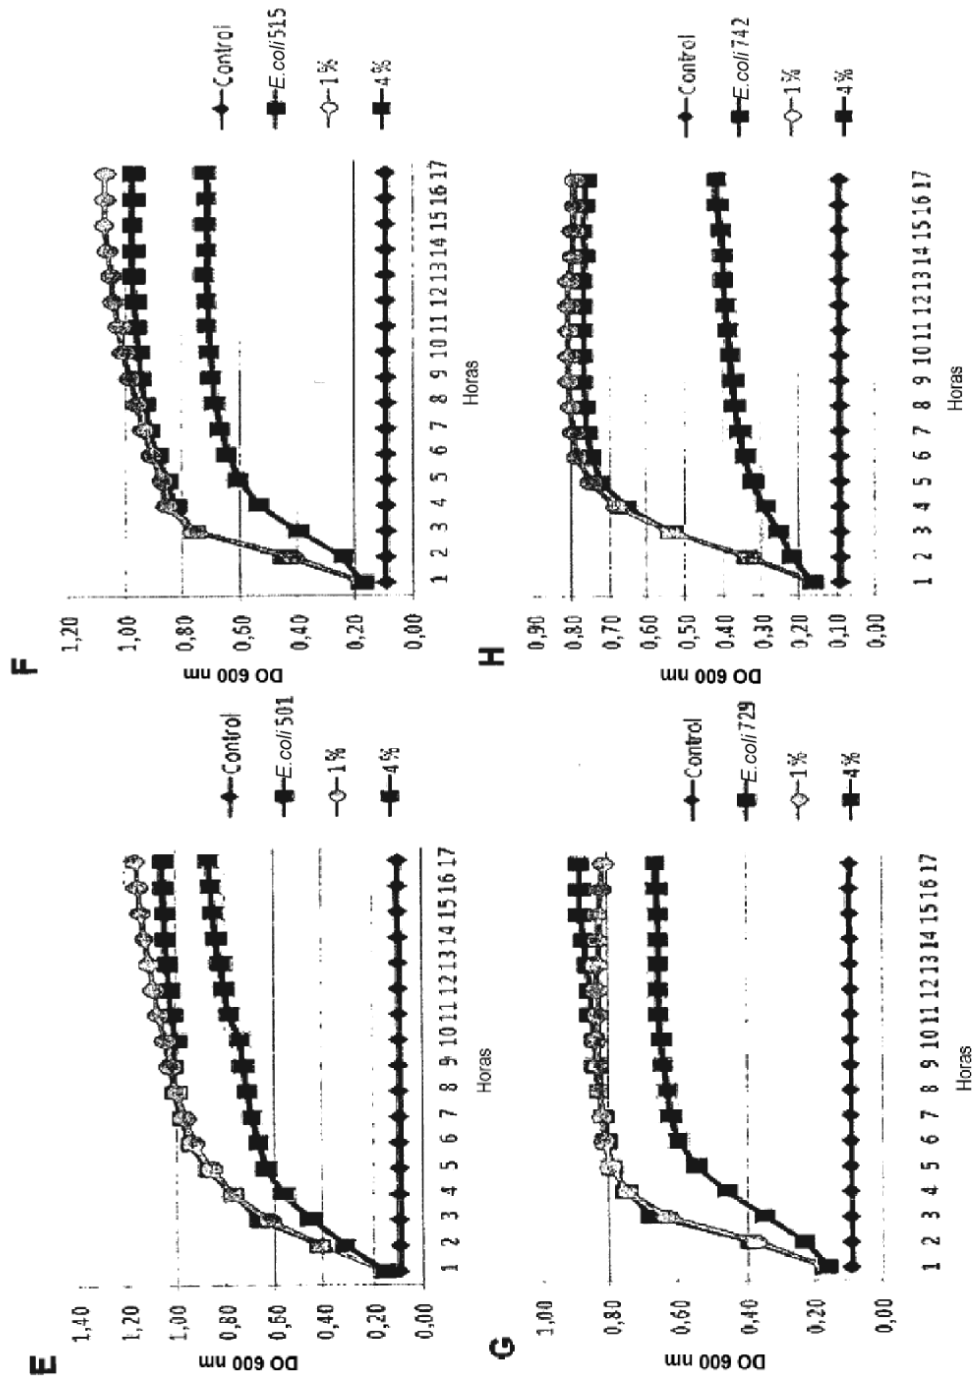 E
DO 600 nm
1,40
1,20
1,00
0,80
0,60
0,40
0,20
0,00
1 2 3 4 5 6 7 8 9 10 11 12 13 14 15 16 17
Horas
Control
E.coli 501
1%
4%
F
DO 600 nm
1,20
1,00
0,80
0,60
0,40
0,20
0,00
1 2 3 4 5 6 7 8 9 10 11 12 13 14 15 16 17
Horas
Control
E.coli 515
1%
4%
G
DO 600 nm
1,00
0,80
0,60
0,40
0,20
0,00
1 2 3 4 5 6 7 8 9 10 11 12 13 14 15 16 17
Horas
Control
E.coli 729
1%
4%
H
DO 600 nm
0,90
0,80
0,70
0,60
0,50
0,40
0,30
0,20
0,10
0,00
1 2 3 4 5 6 7 8 9 10 11 12 13 14 15 16 17
Horas
Control
E.coli 742
1%
4%